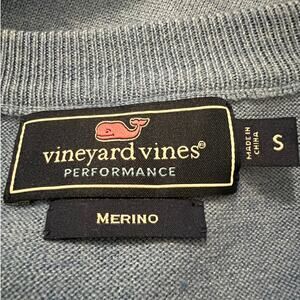 vineyard vines®
PERFORMANCE
MERINO
MADE IN
CHINA
S